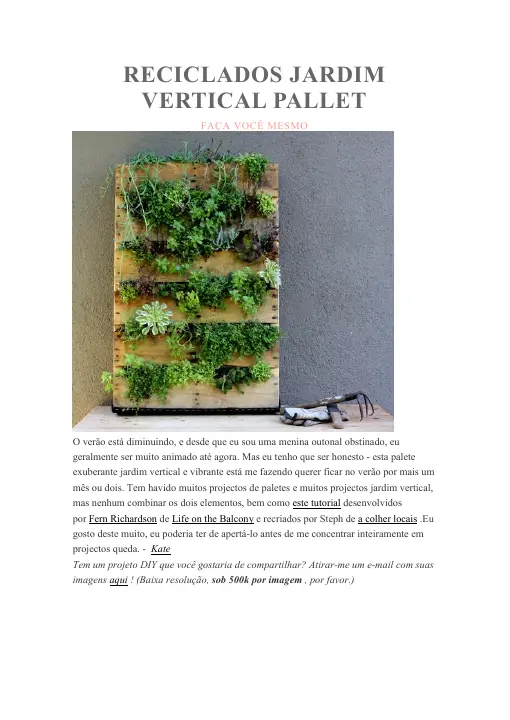 RECICLADOS JARDIM
VERTICAL PALLET
FAÇA VOCÊ MESMO
O verão está diminuindo, e desde que eu sou uma menina outonal obstinado, eu
geralmente ser muito animado até agora. Mas eu tenho que ser honesto - esta palete
exuberante jardim vertical e vibrante está me fazendo querer ficar no verão por mais um
mês ou dois. Tem havido muitos projectos de paletes e muitos projectos jardim vertical,
mas nenhum combinar os dois elementos, bem como este tutorial desenvolvidos
por Fern Richardson de Life on the Balcony e recriados por Steph de a colher locais .Eu
gosto deste muito, eu poderia ter de apertá-lo antes de me concentrar inteiramente em
projectos queda. - Kate
Tem um projeto DIY que você gostaria de compartilhar? Atirar-me um e-mail com suas
imagens aqui ! (Baixa resolução, sob 500k por imagem , por favor.)